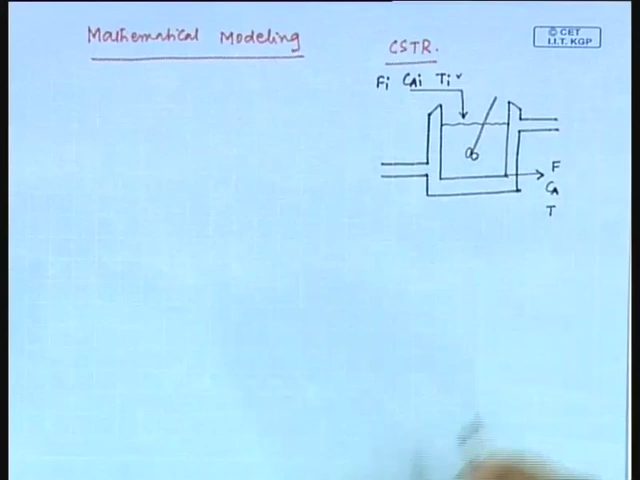 Mathematical Modeling
© CET
I.I.T. KGP
CSTR.
Fi CAi Ti
F
CA
T